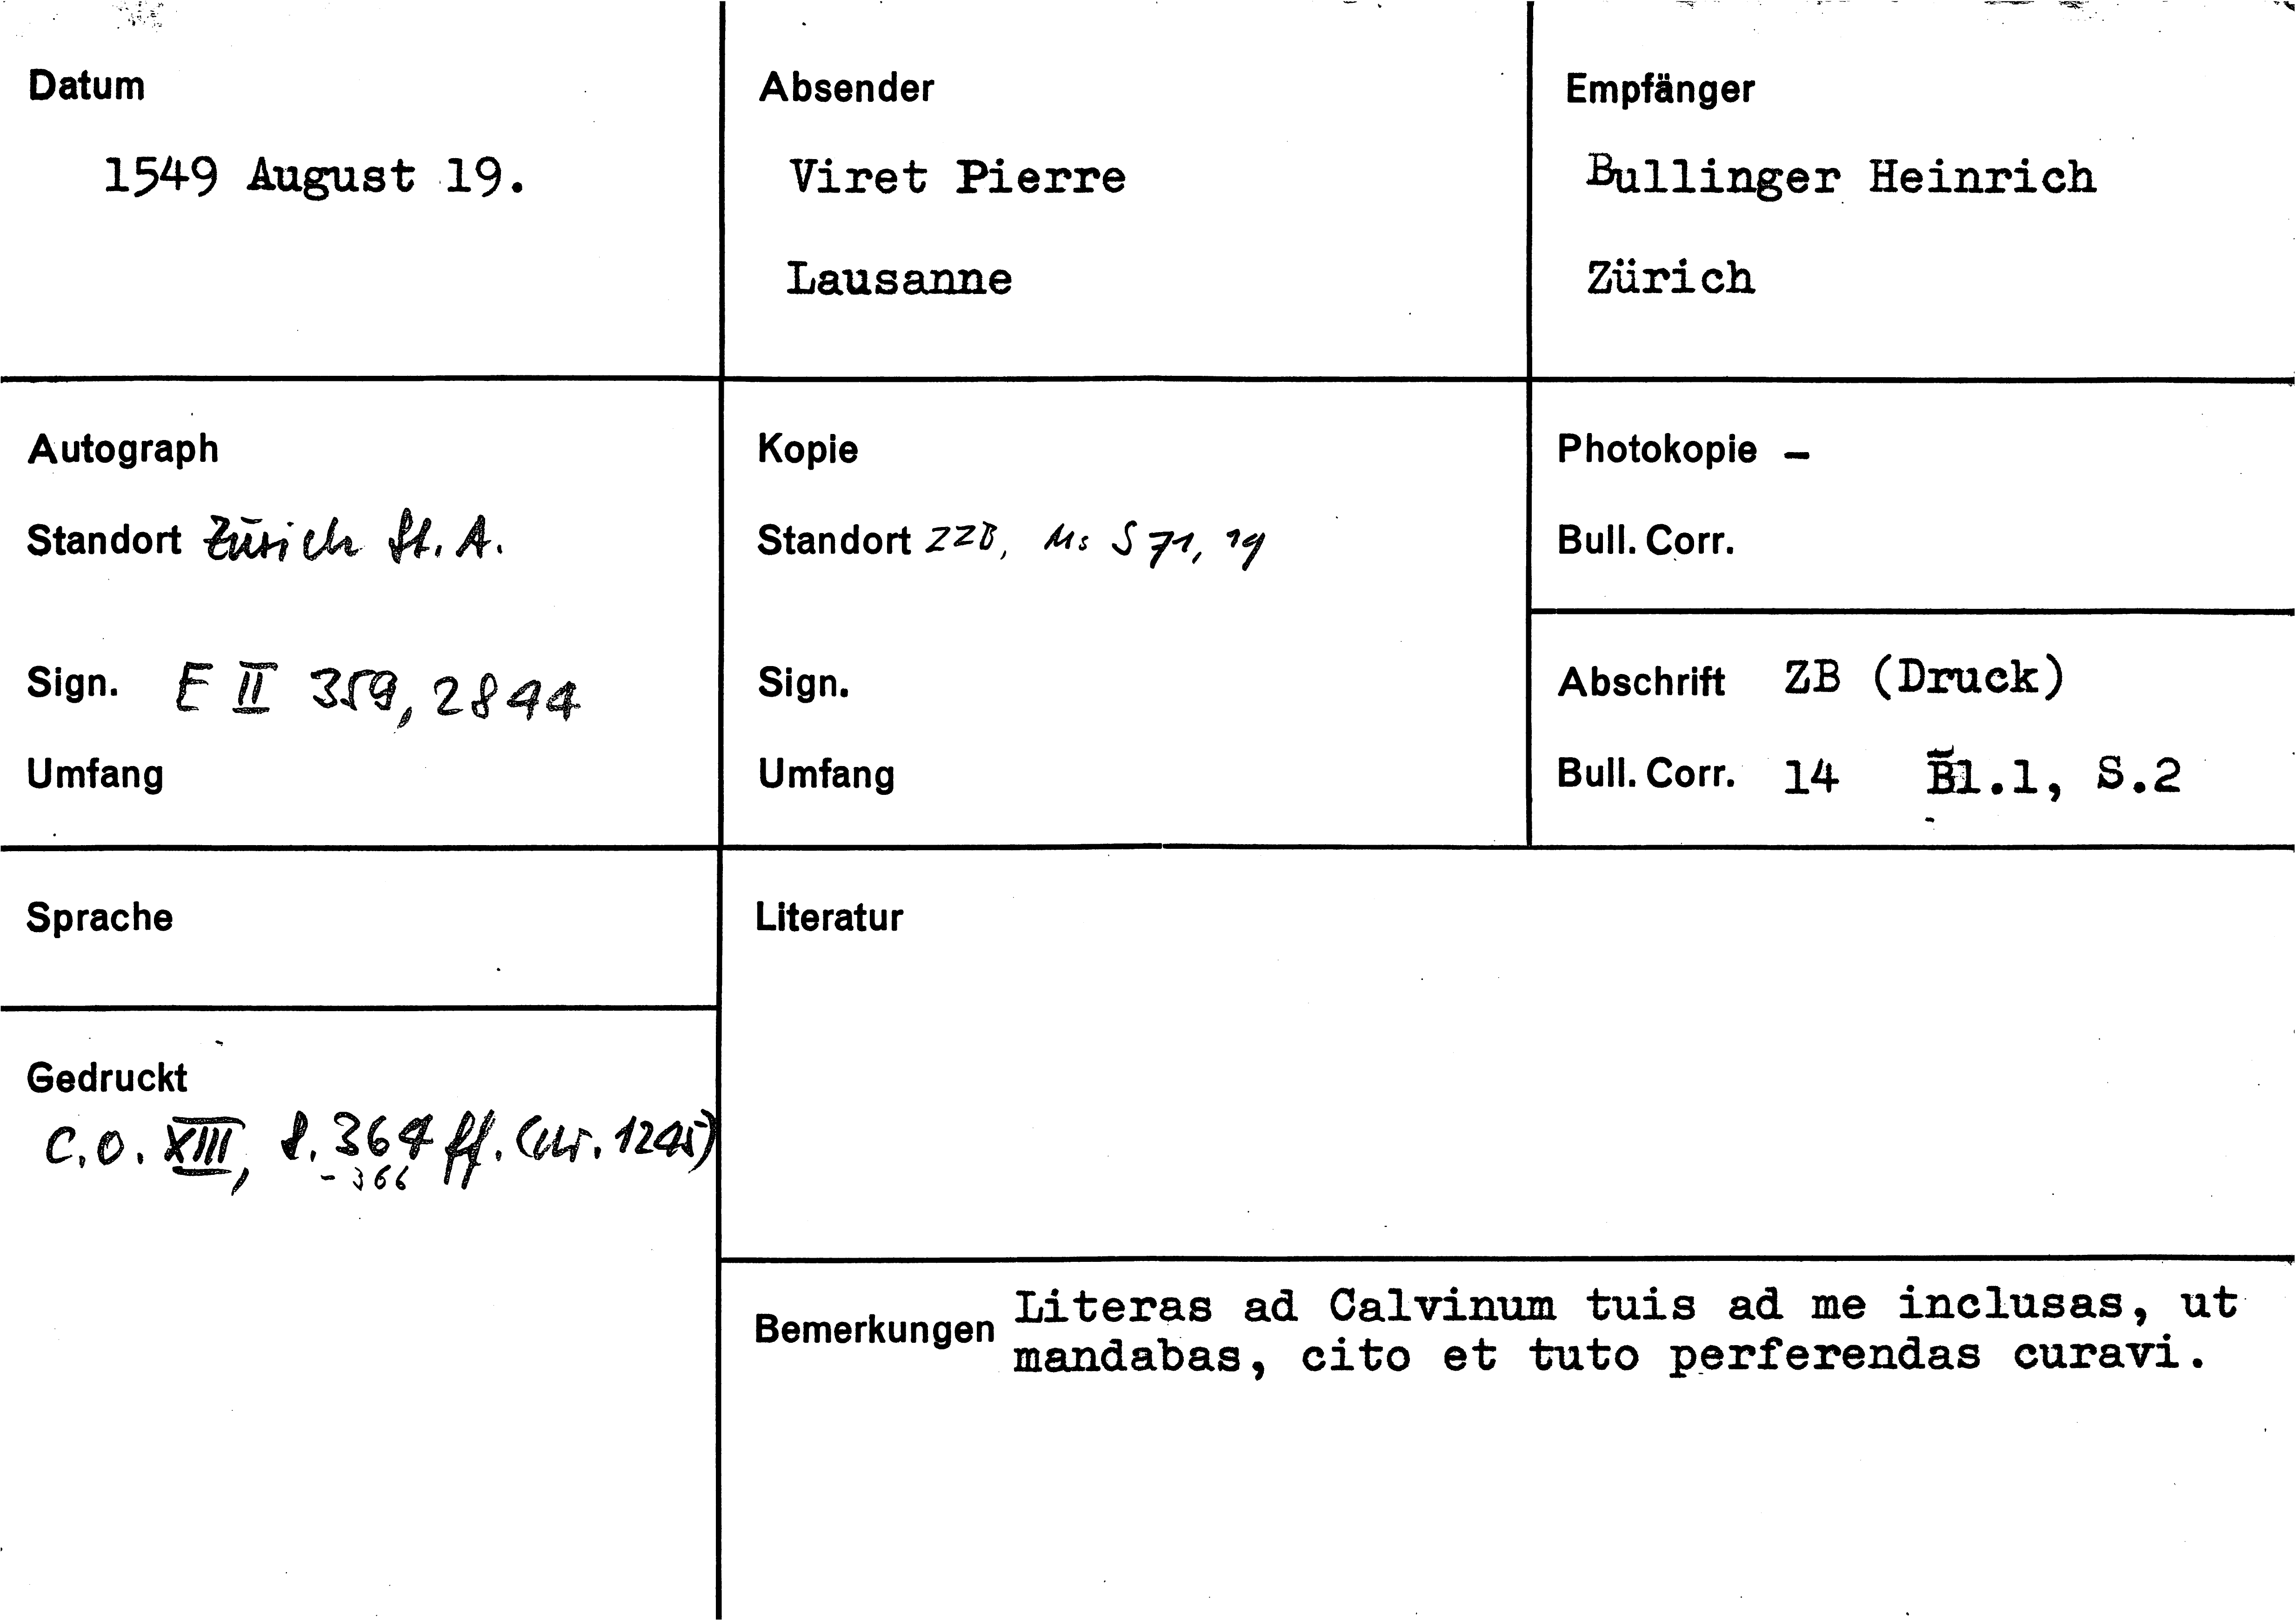 Datum
1549 August 19.
Absender
Viret Pierre
Lausanne
Empfänger
Bullinger Heinrich
Zürich
Autograph
Standort Zürich St. A.
Sign. E II 359, 2844
Umfang
Kopie
Standort ZZB, Ms S 71, 19
Sign.
Umfang
Photokopie –
Bull. Corr.
Abschrift ZB (Druck)
Bull. Corr. 14 Bl.1, S.2
Sprache
Gedruckt
C.O. XIII, S. 364 ff. (Nr. 1245)
- 366
Literatur
Bemerkungen Literas ad Calvinum tuis ad me inclusas, ut
mandabas, cito et tuto perferendas curavi.